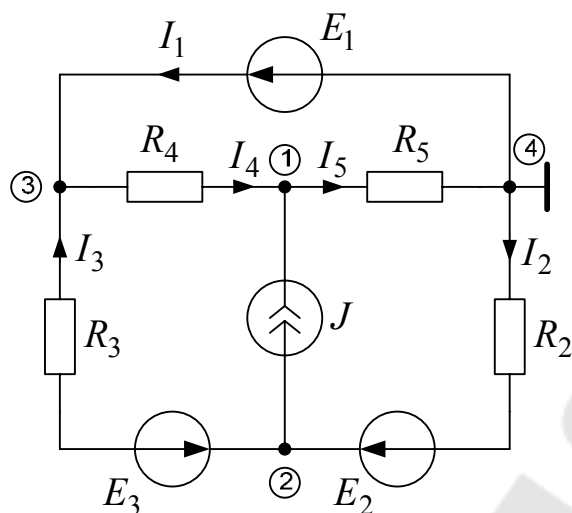 I₁ E₁
R₄ I₄ 1 I₅ R₅ 4
3
I₃ I₂
R₃ J R₂
E₃ 2 E₂